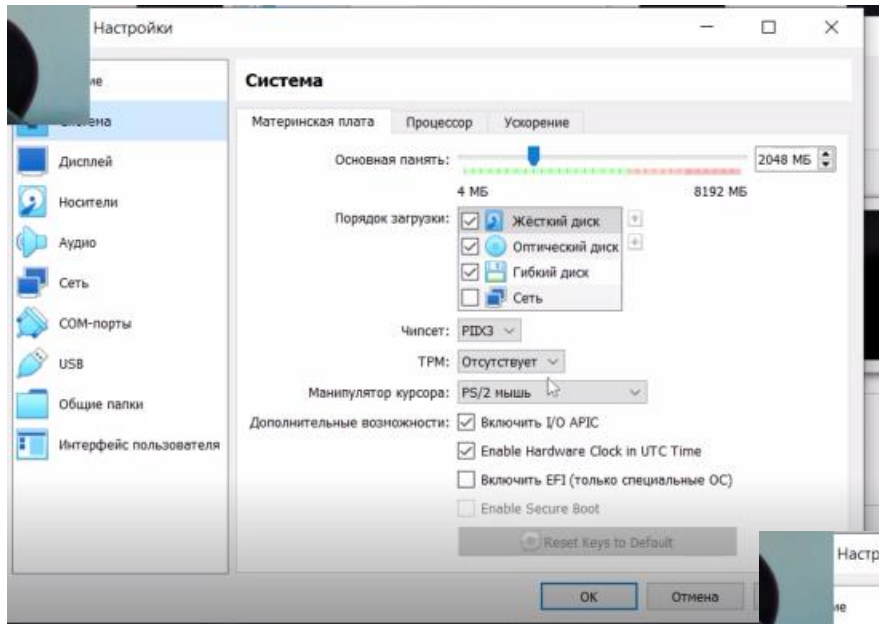 Настройки
ие
Система
Система
Дисплей
Носители
Аудио
Сеть
COM-порты
USB
Общие папки
Интерфейс пользователя
Материнская плата Процессор Ускорение
Основная память: 2048 МБ
4 МБ 8192 МБ
Порядок загрузки: Жёсткий диск
Оптический диск
Гибкий диск
Сеть
Чипсет: PIIX3
TPM: Отсутствует
Манипулятор курсора: PS/2 мышь
Дополнительные возможности: Включить I/O APIC
Enable Hardware Clock in UTC Time
Включить EFI (только специальные ОС)
Enable Secure Boot
Reset Keys to Default
OK Отмена
Настр
ие